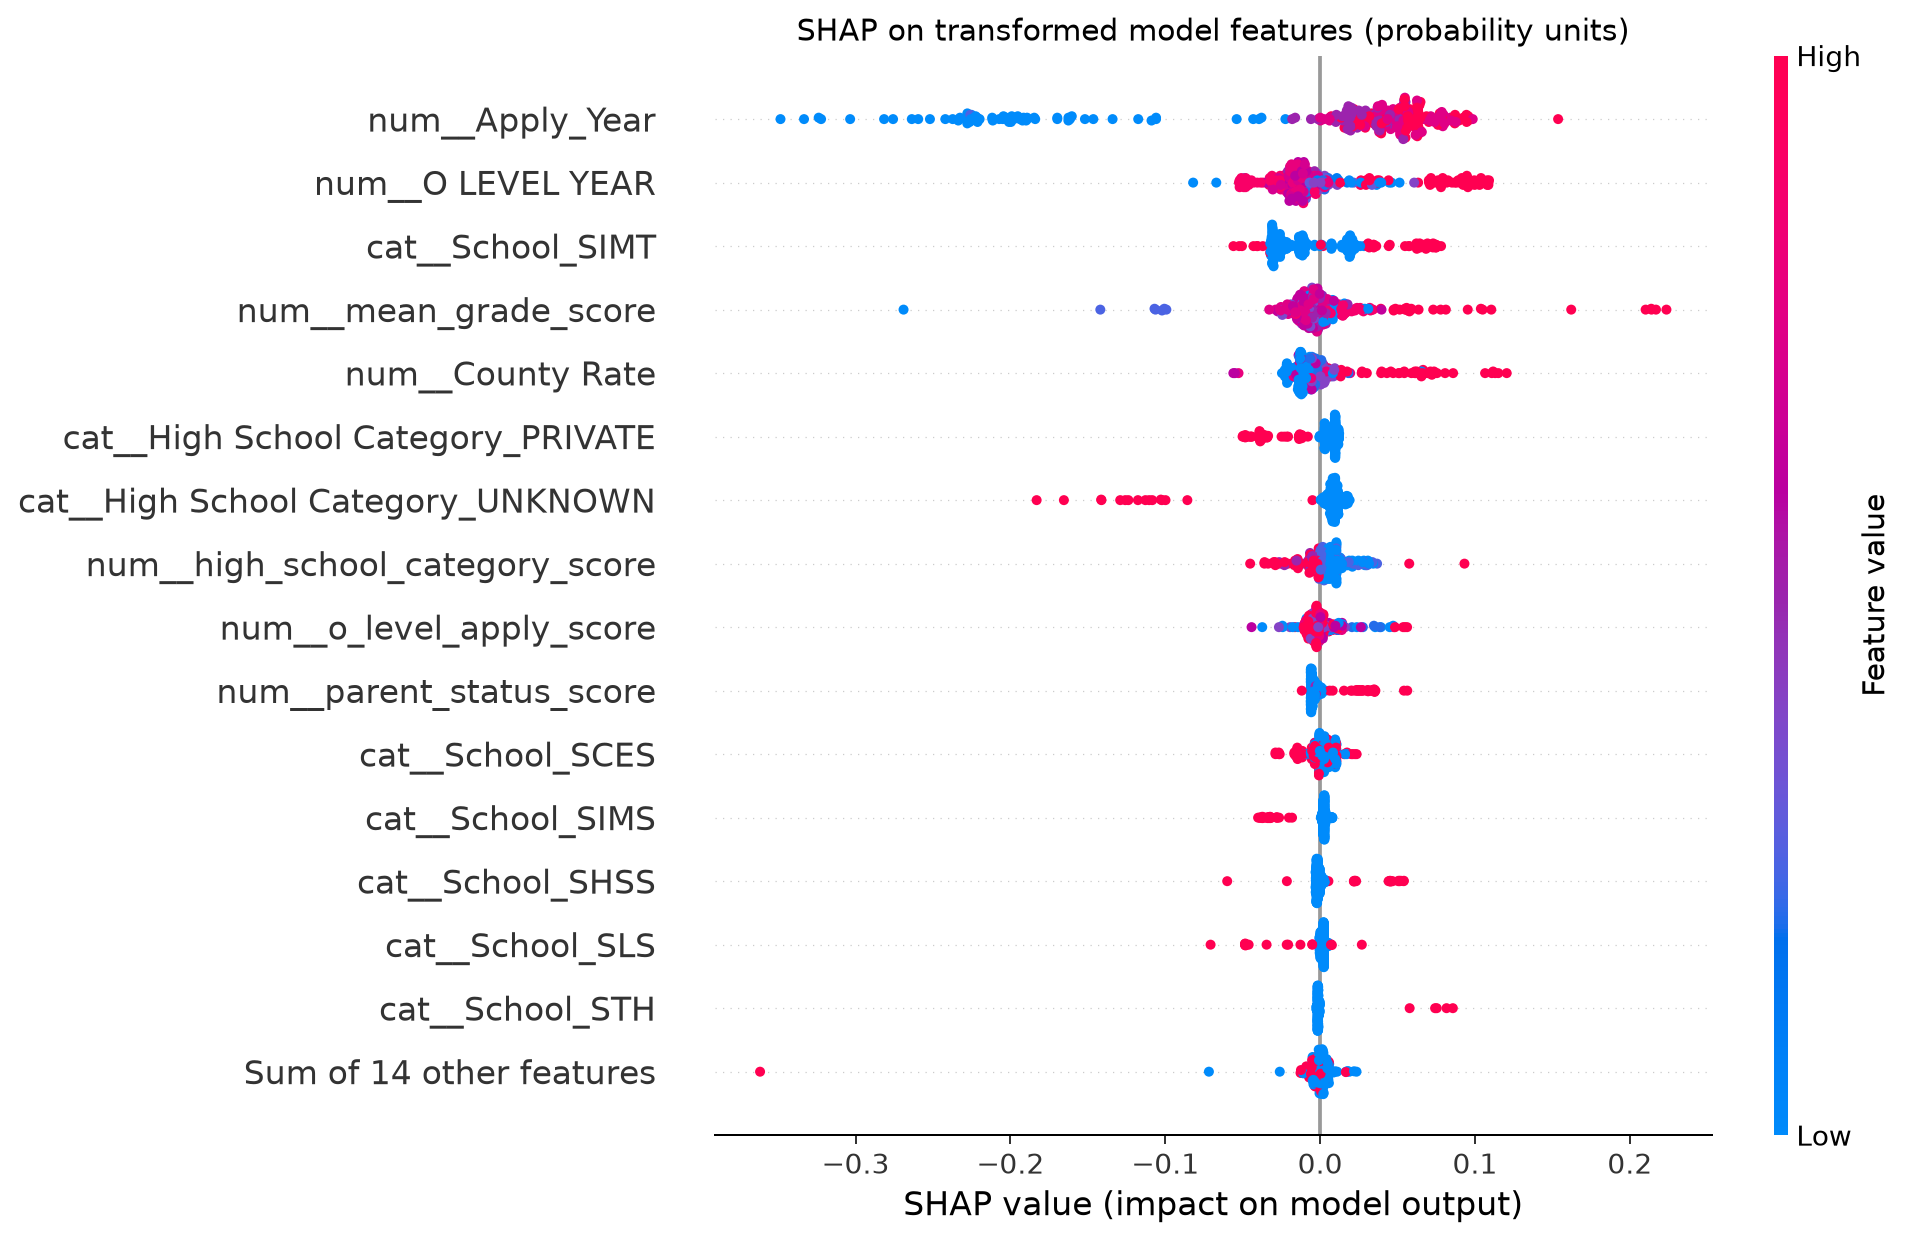 SHAP on transformed model features (probability units)
High
num__Apply_Year
num__O LEVEL YEAR
cat__School_SIMT
num__mean_grade_score
num__County Rate
cat__High School Category_PRIVATE
cat__High School Category_UNKNOWN
num__high_school_category_score
num__o_level_apply_score
num__parent_status_score
cat__School_SCES
cat__School_SIMS
cat__School_SHSS
cat__School_SLS
cat__School_STH
Sum of 14 other features
Feature value
Low
−0.3 −0.2 −0.1 0.0 0.1 0.2
SHAP value (impact on model output)